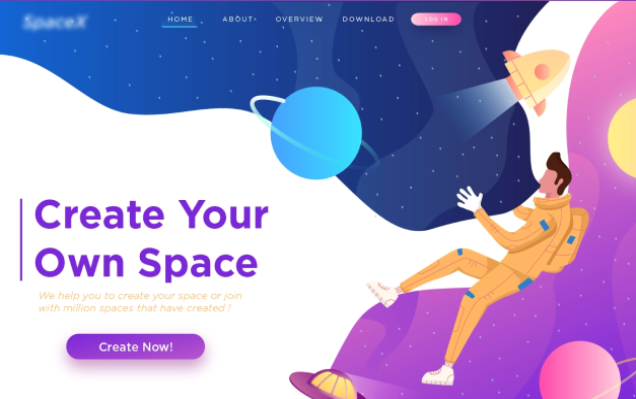 SpaceX
HOME ABOUT OVERVIEW DOWNLOAD LOG IN
Create Your
Own Space
We help you to create your space or join
with million spaces that have created !
Create Now!